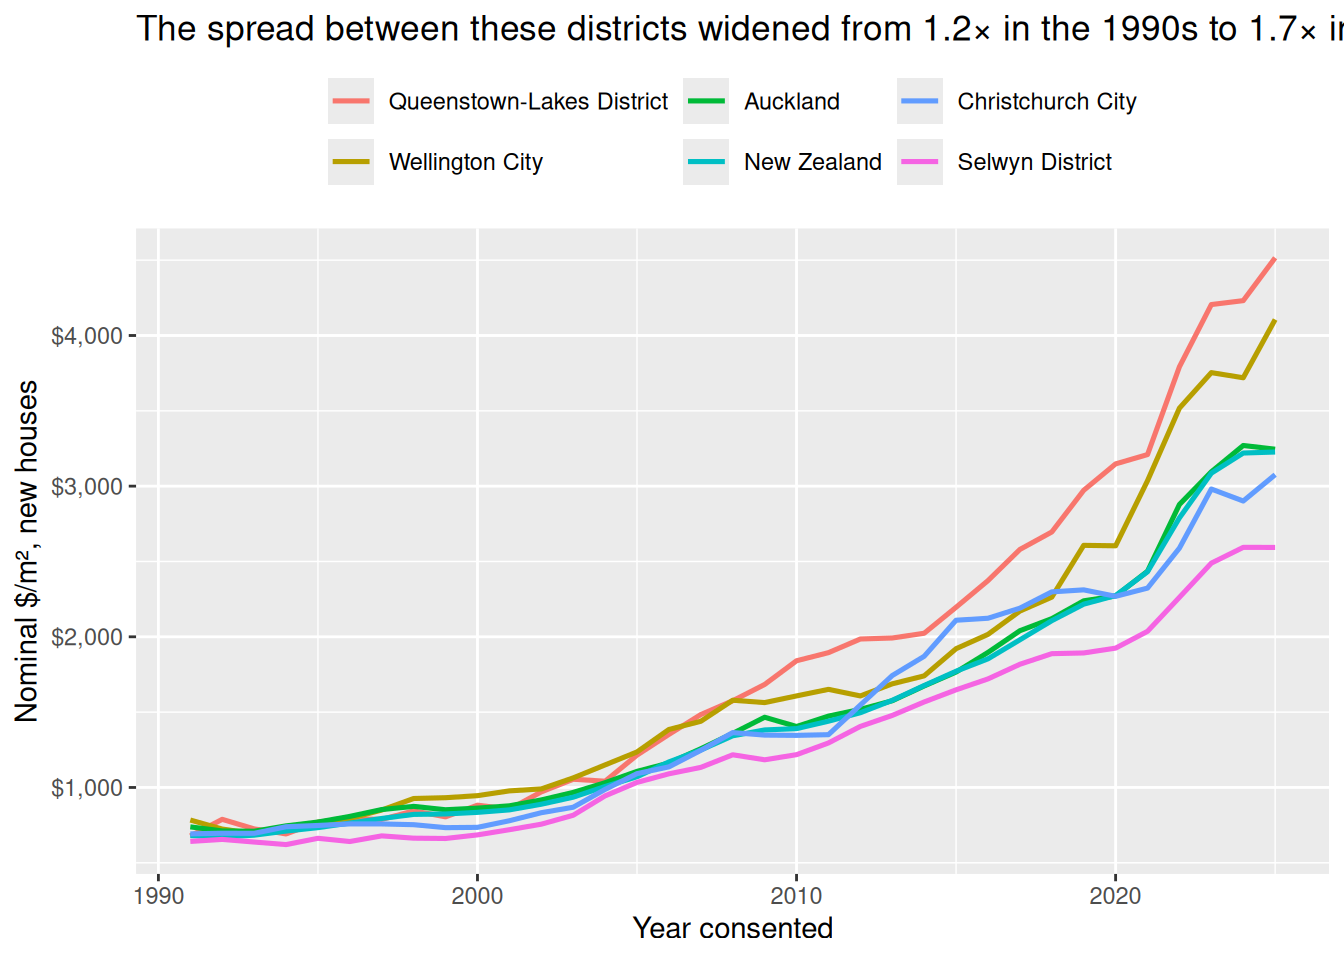 The spread between these districts widened from 1.2× in the 1990s to 1.7×
Queenstown-Lakes District Auckland Christchurch City
Wellington City New Zealand Selwyn District
$4,000
$3,000
$2,000
$1,000
Nominal $/m², new houses
1990 2000 2010 2020
Year consented